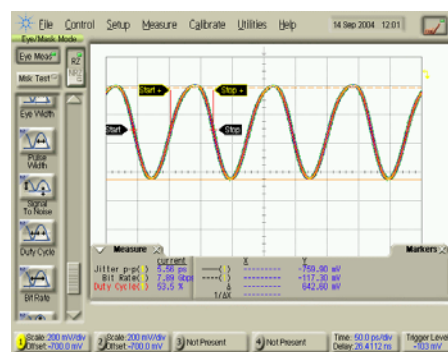 File Control Setup Measure Calibrate Utilities Help
14 Sep 2004 12:01
Eye/Mask Mode
Eye Meas
RZ
NRZ
Msk Test
Eye Width
Pulse Width
Signal To Noise
Duty Cycle
Bit Rate
Start +
Stop +
Start
Stop
Measure
Markers
current
Jitter p-p( ) 5.56 ps
Bit Rate( ) 7.89 Gbps
Duty Cycle( ) 53.5 %
X Y
----( ) --------- -759.90 mV
----( ) --------- -117.30 mV
Δ --------- 642.60 mV
1/ΔX ---------
1) Scale: 200 mV/div
Offset: -700.0 mV
2) Scale: 200 mV/div
Offset: -700.0 mV
3) Not Present
4) Not Present
Time: 50.0 ps/div
Delay: 26.4112 ns
Trigger Level
-103 mV